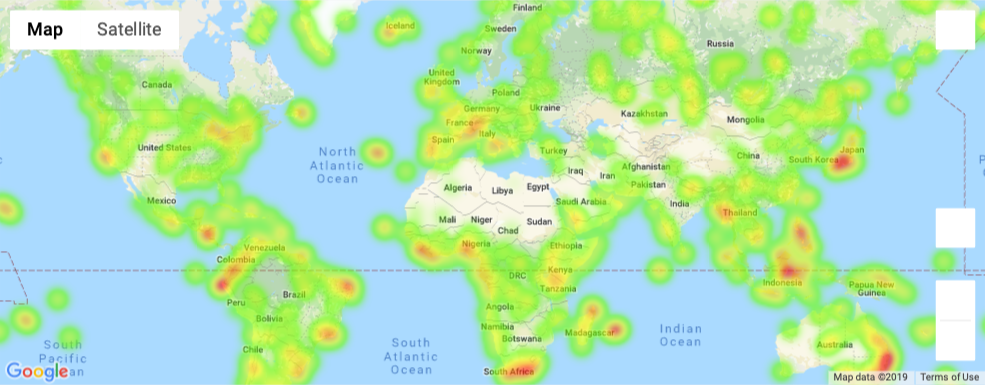 Map Satellite
Finland
Iceland
Sweden
Russia
Norway
Canada
United
Kingdom
Poland
Germany
Ukraine
Kazakhstan
France
Mongolia
Italy
Spain
United States
Turkey
China
Japan
South Korea
North
Atlantic
Ocean
Afghanistan
Iraq
Iran
Pakistan
Algeria
Libya
Egypt
Mexico
Saudi Arabia
India
Thailand
Mali
Niger
Sudan
Chad
Nigeria
Ethiopia
Venezuela
Colombia
Kenya
DRC
Indonesia
Papua New
Guinea
Tanzania
Peru
Brazil
Angola
Bolivia
Namibia
Madagascar
Botswana
Indian
Ocean
Chile
South
Pacific
an
South
Atlantic
Ocean
Australia
South Africa
Google
Map data ©2019 Terms of Use